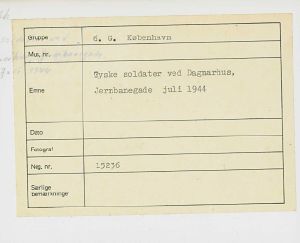 Gruppe 6. G. København
Mus. nr.
Tyske soldater ved Dagmarhus,
Emne Jernbanegade juli 1944
Dato
Fotograf
Neg. nr. 15236
Særlige
bemærkninger